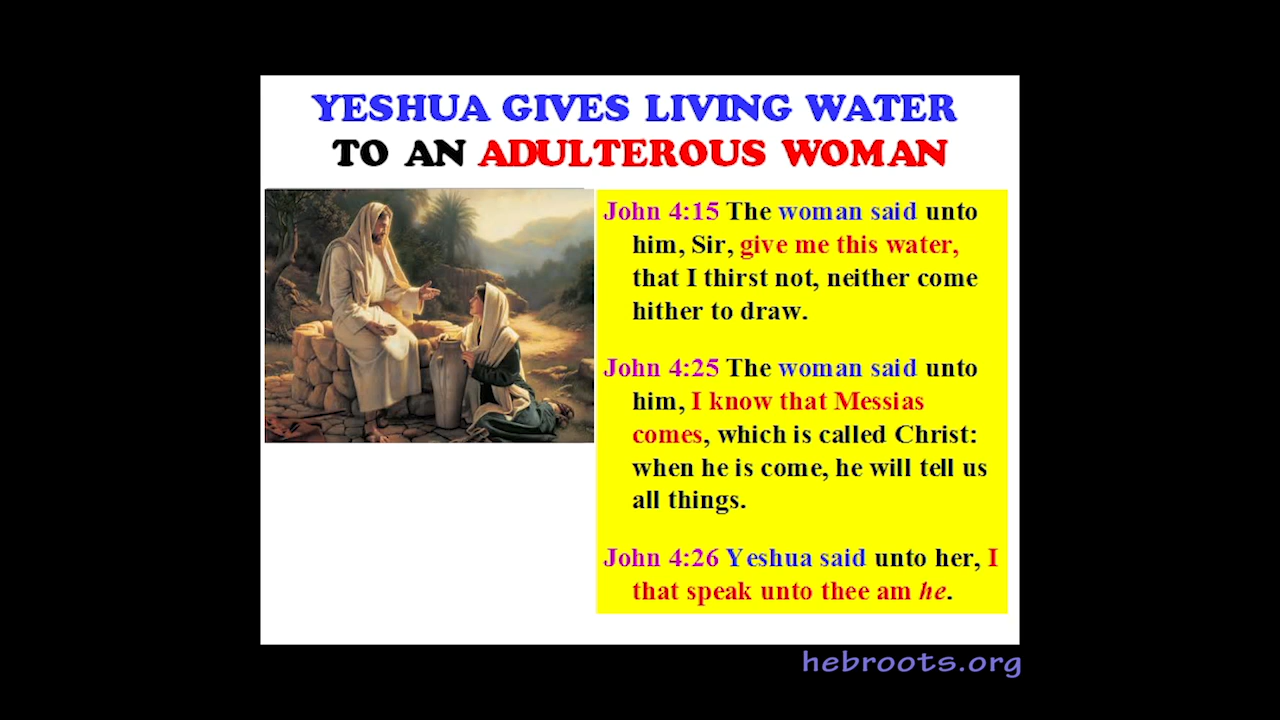 YESHUA GIVES LIVING WATER
TO AN ADULTEROUS WOMAN
John 4:15 The woman said unto
him, Sir, give me this water,
that I thirst not, neither come
hither to draw.
John 4:25 The woman said unto
him, I know that Messias
comes, which is called Christ:
when he is come, he will tell us
all things.
John 4:26 Yeshua said unto her, I
that speak unto thee am he.
hebroots.org